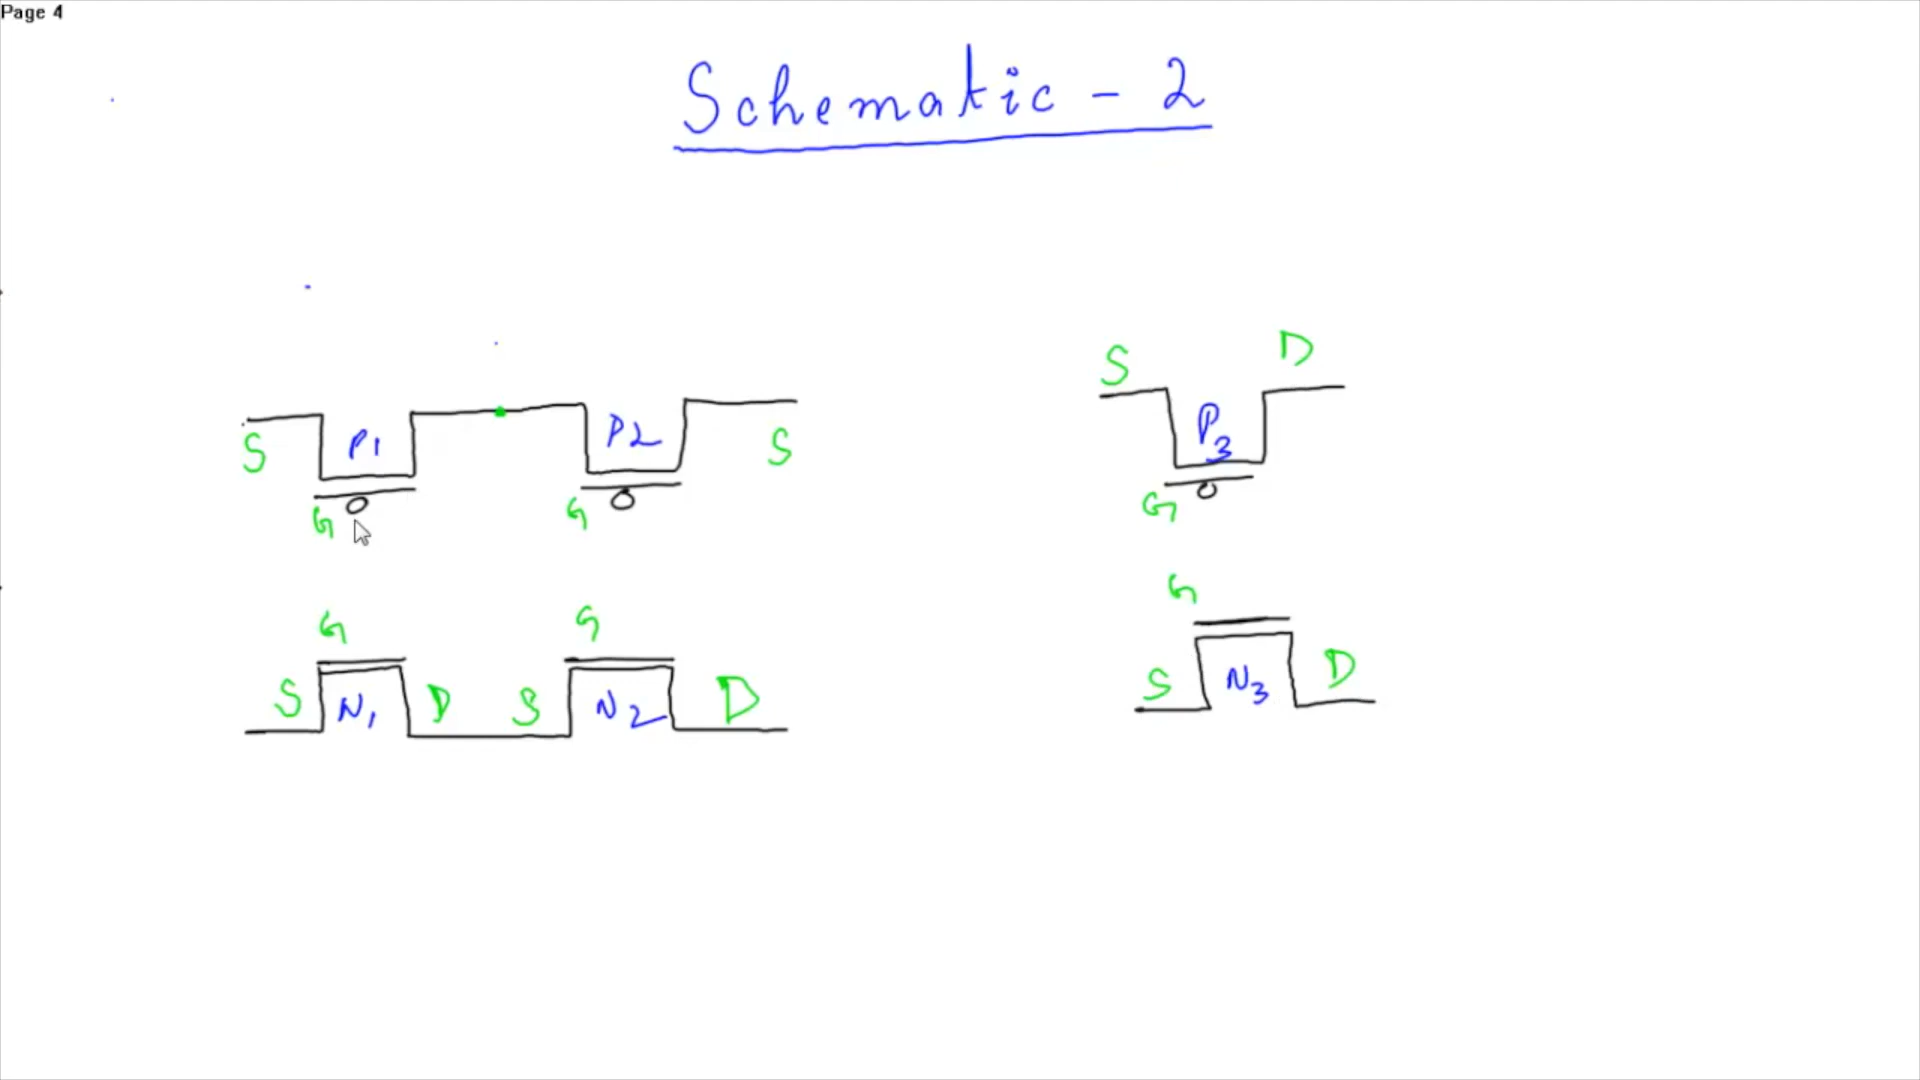 Page 4
Schematic - 2
S D
P1 P2 P3
S S
G G G
G G G
S N1 D S N2 D S N3 D